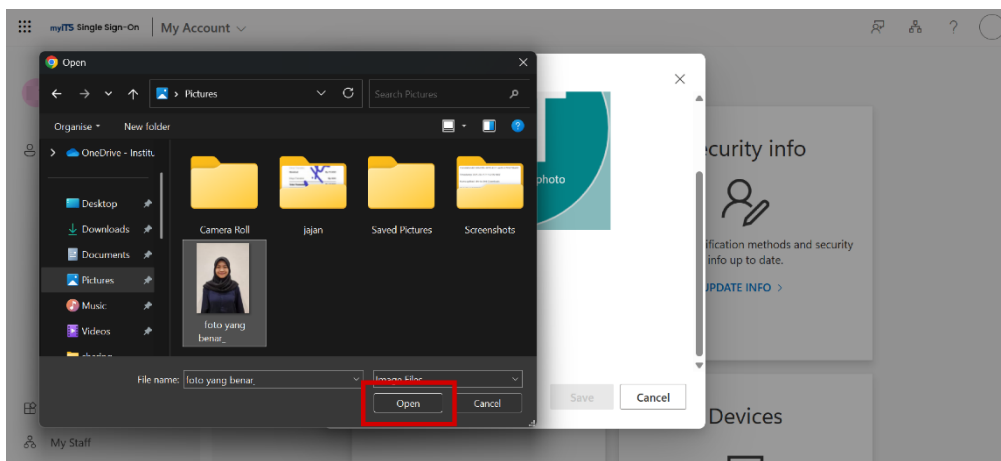 myITS Single Sign-On
My Account
Open
Pictures
Search Pictures
Organise
New folder
OneDrive - Institu
Desktop
Downloads
Documents
Pictures
Music
Videos
Camera Roll
jajan
Saved Pictures
Screenshots
foto yang
benar_
File name:
foto yang benar_
Image Files
Open
Cancel
photo
Save
Cancel
curity info
ification methods and security
info up to date.
UPDATE INFO >
Devices
My Staff